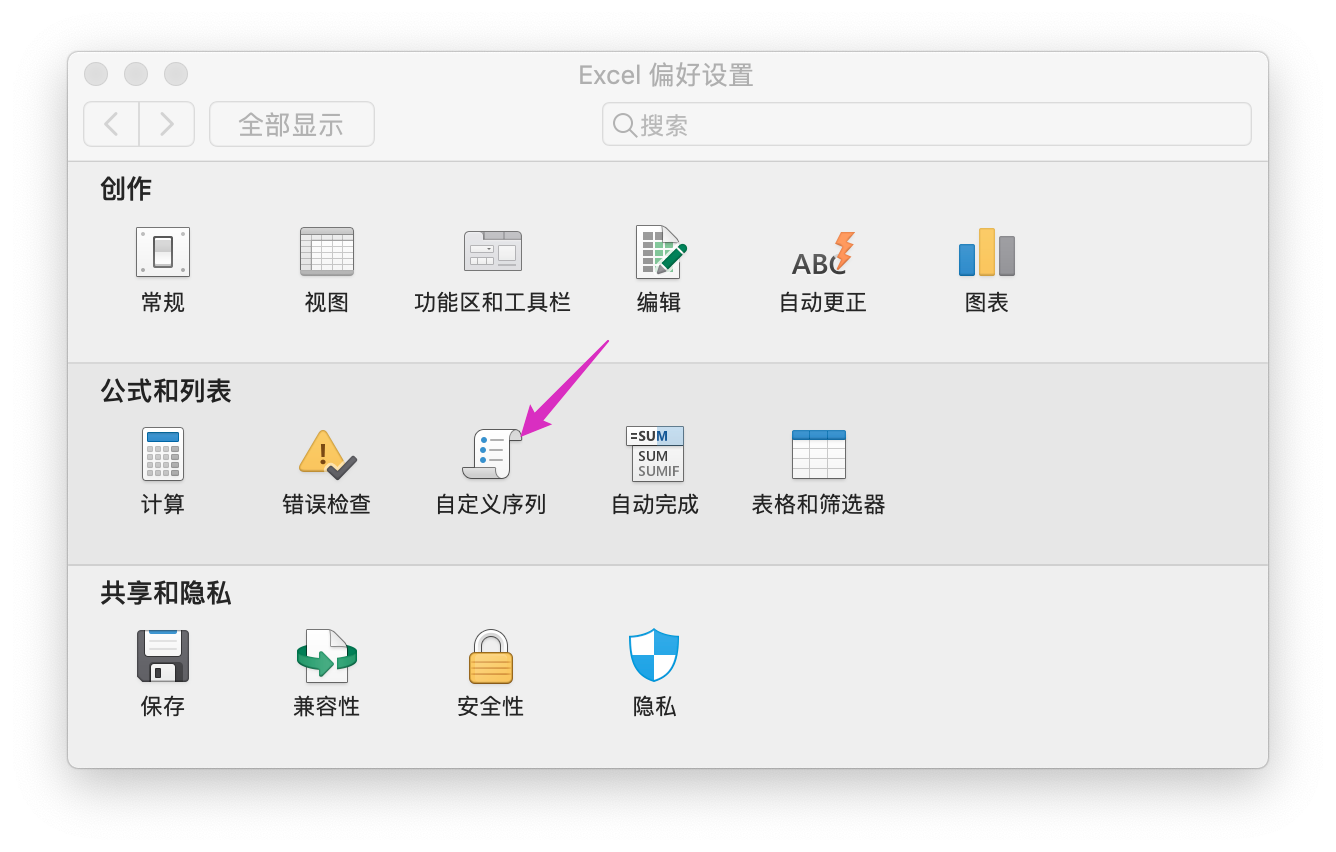 Excel 偏好设置
全部显示
搜索
创作
常规
视图
功能区和工具栏
编辑
ABC
自动更正
图表
公式和列表
计算
错误检查
自定义序列
=SUM
SUM
SUMIF
自动完成
表格和筛选器
共享和隐私
保存
兼容性
安全性
隐私